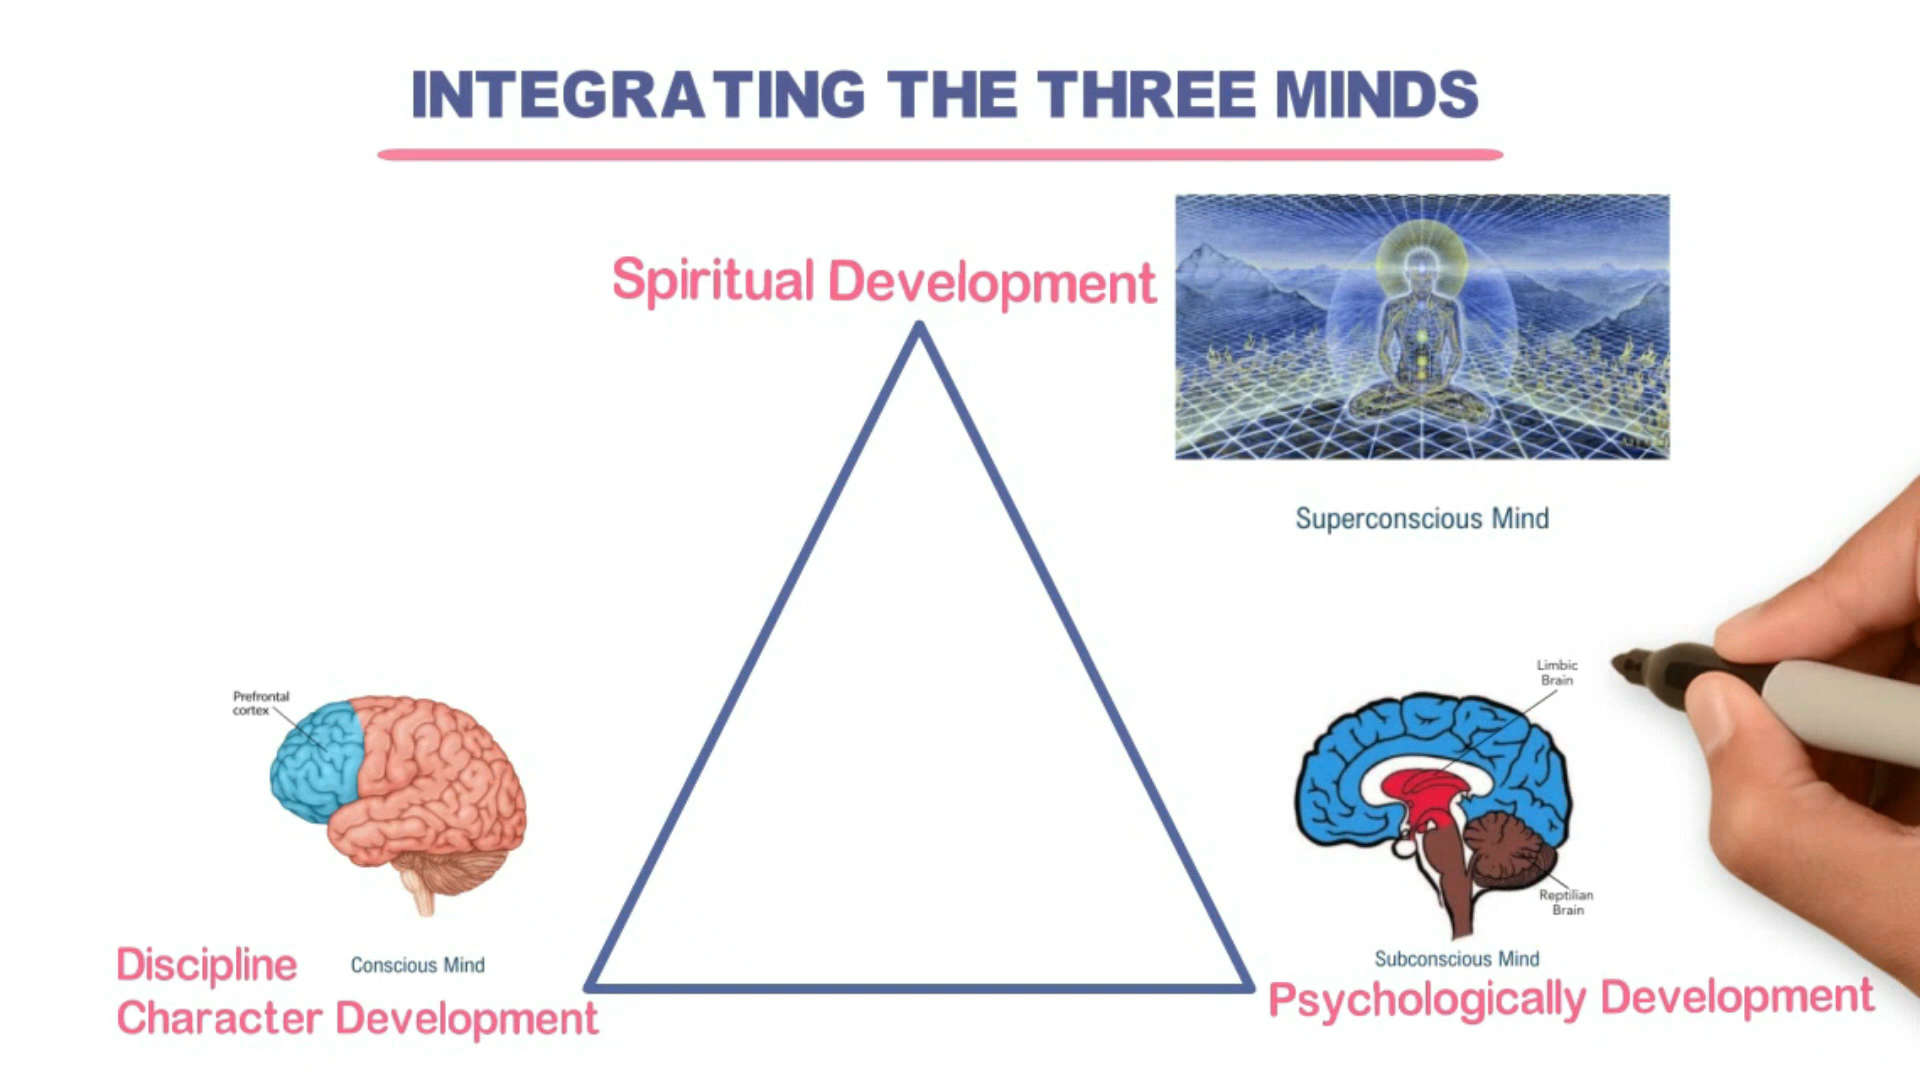 INTEGRATING THE THREE MINDS
Spiritual Development
Superconscious Mind
Prefrontal
cortex
Limbic
Brain
Reptilian
Brain
Discipline
Conscious Mind
Character Development
Subconscious Mind
Psychologically Development